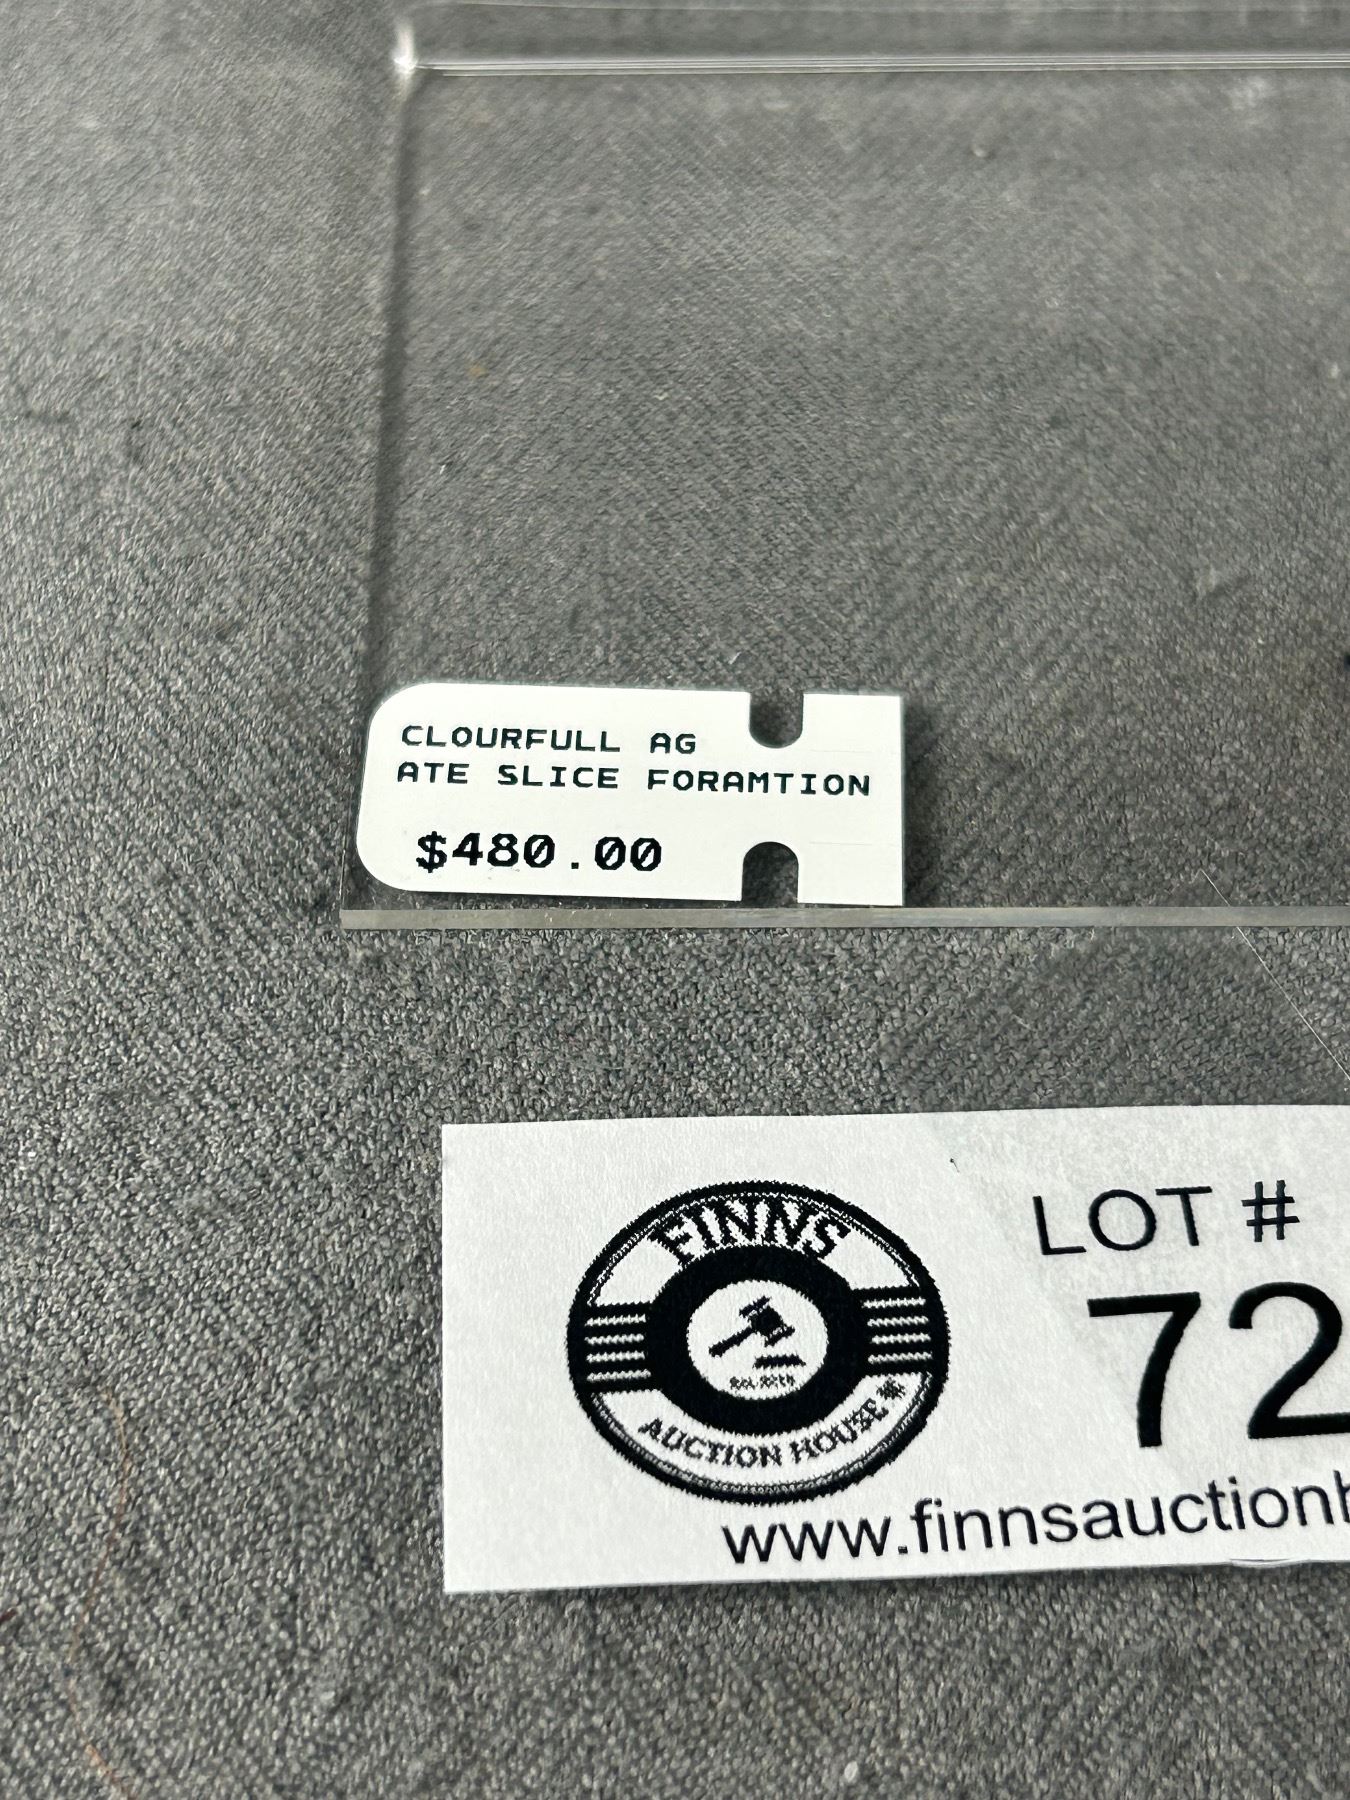 CLOURFULL AG
ATE SLICE FORAMTION
$480.00
FINNS
AUCTION HOUSE
LOT #
72
www.finnsauctionh